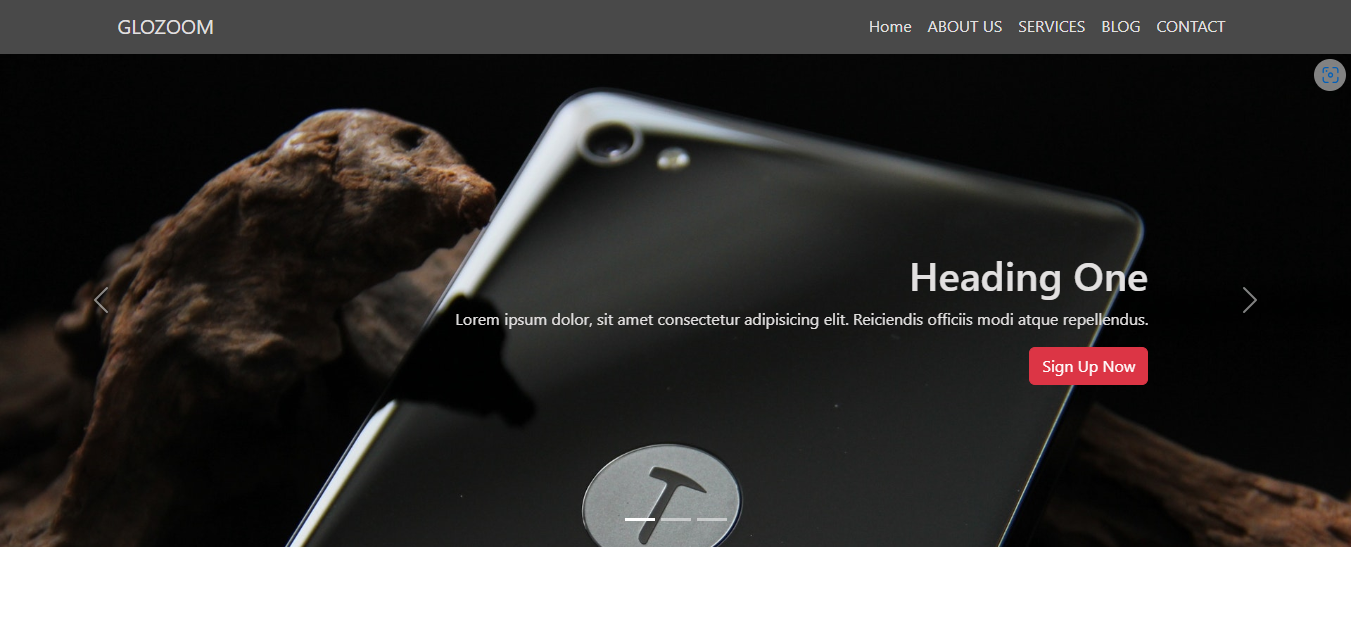 GLOZOOM
Home ABOUT US SERVICES BLOG CONTACT
Heading One
Lorem ipsum dolor, sit amet consectetur adipisicing elit. Reiciendis officiis modi atque repellendus.
Sign Up Now